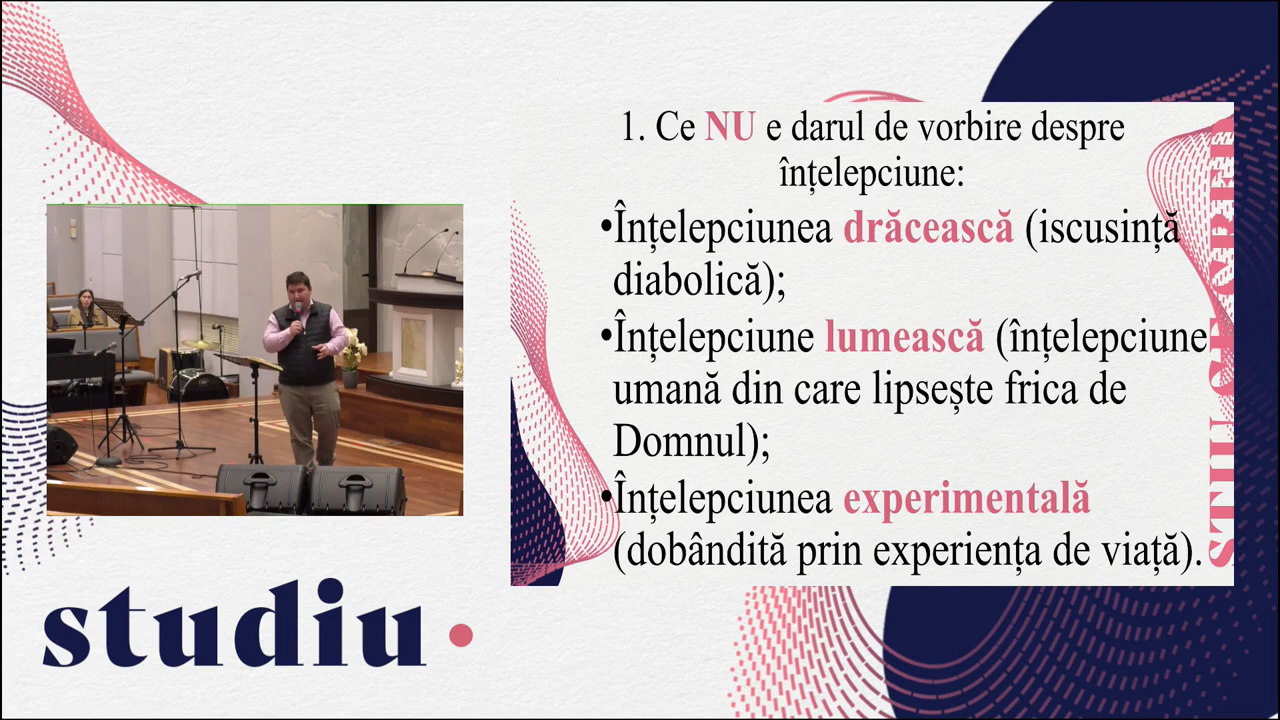 1. Ce NU e darul de vorbire despre
înțelepciune:
•Înțelepciunea drăcească (iscusință
diabolică);
•Înțelepciune lumească (înțelepciune
umană din care lipsește frica de
Domnul);
•Înțelepciunea experimentală
(dobândită prin experiența de viață).
studiu